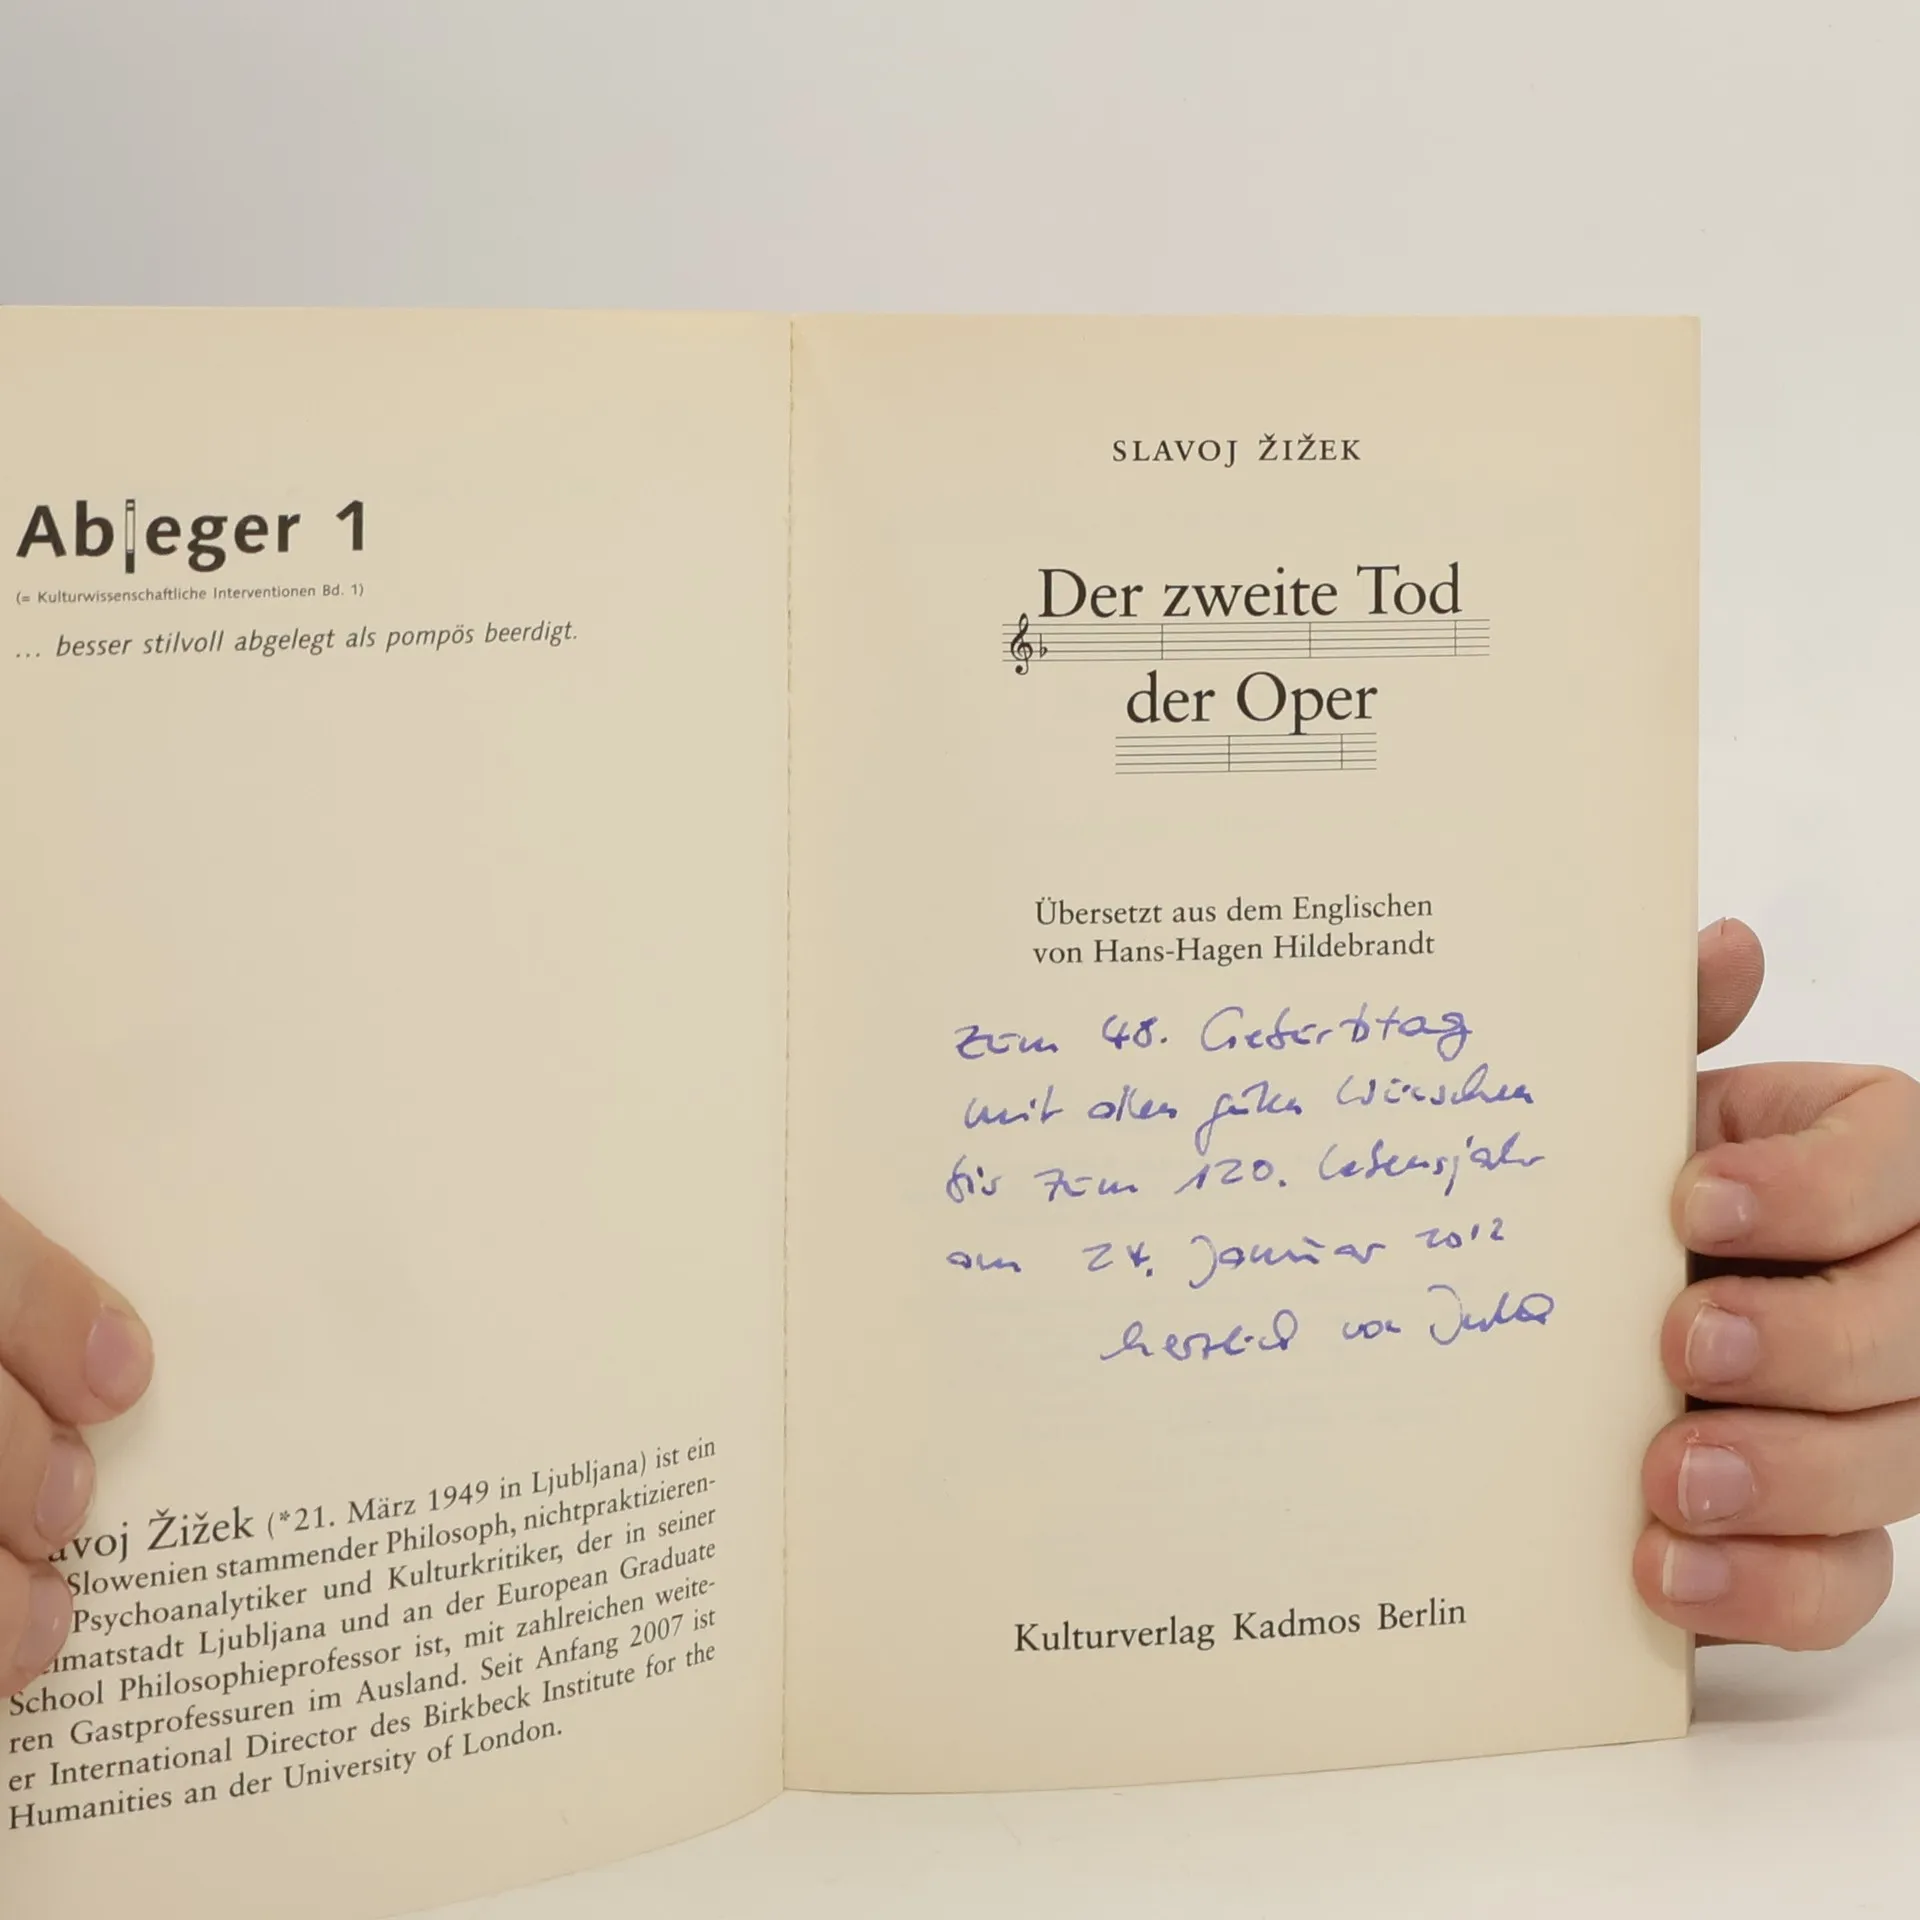 Ableger 1
(= Kulturwissenschaftliche Interventionen Bd. 1)
... besser stilvoll abgelegt als pompös beerdigt.
avoj Žižek (*21. März 1949 in Ljubljana) ist ein
Slowenien stammender Philosoph, nichtpraktizieren-
Psychoanalytiker und Kulturkritiker, der in seiner
eimatstadt Ljubljana und an der European Graduate
School Philosophieprofessor ist, mit zahlreichen weite-
ren Gastprofessuren im Ausland. Seit Anfang 2007 ist
er International Director des Birkbeck Institute for the
Humanities an der University of London.
SLAVOJ ŽIŽEK
Der zweite Tod
der Oper
Übersetzt aus dem Englischen
von Hans-Hagen Hildebrandt
Zum 48. Geburtstag
mit allen guten Wünschen
bis zum 120. Lebensjahr
am 24. Januar 2012
herzlich von
Kulturverlag Kadmos Berlin